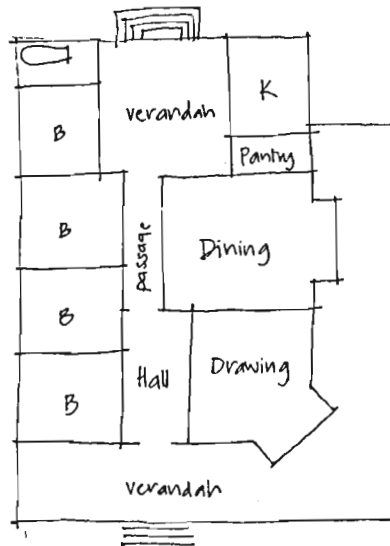 verandah
K
B
Pantry
B
passage
Dining
B
Hall
Drawing
B
verandah